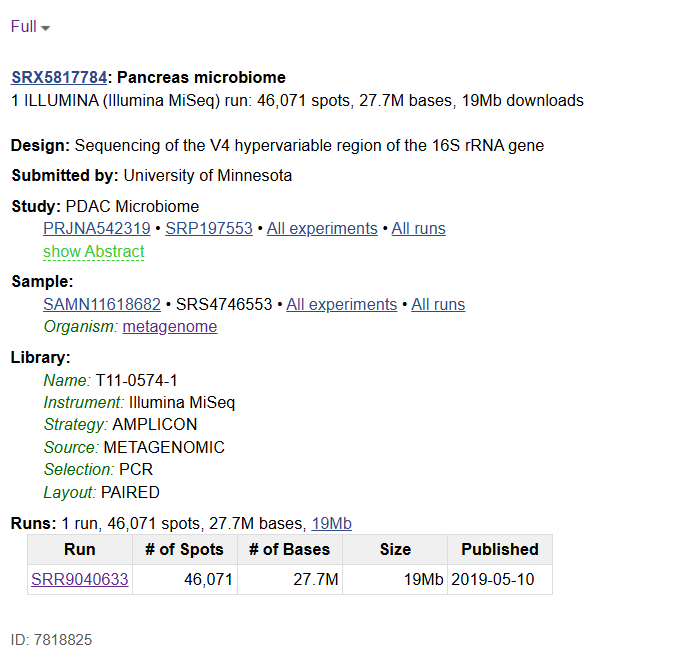 Full
SRX5817784: Pancreas microbiome
1 ILLUMINA (Illumina MiSeq) run: 46,071 spots, 27.7M bases, 19Mb downloads
Design: Sequencing of the V4 hypervariable region of the 16S rRNA gene
Submitted by: University of Minnesota
Study: PDAC Microbiome
PRJNA542319 • SRP197553 • All experiments • All runs
show Abstract
Sample:
SAMN11618682 • SRS4746553 • All experiments • All runs
Organism: metagenome
Library:
Name: T11-0574-1
Instrument: Illumina MiSeq
Strategy: AMPLICON
Source: METAGENOMIC
Selection: PCR
Layout: PAIRED
Runs: 1 run, 46,071 spots, 27.7M bases, 19Mb
Run # of Spots # of Bases Size Published
SRR9040633 46,071 27.7M 19Mb 2019-05-10
ID: 7818825